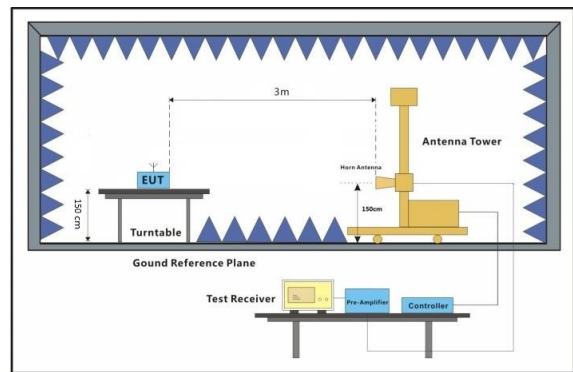 3m
Antenna Tower
Horn Antenna
EUT
150 cm
150cm
Turntable
Gound Reference Plane
Test Receiver
Pre-Amplifier
Controller